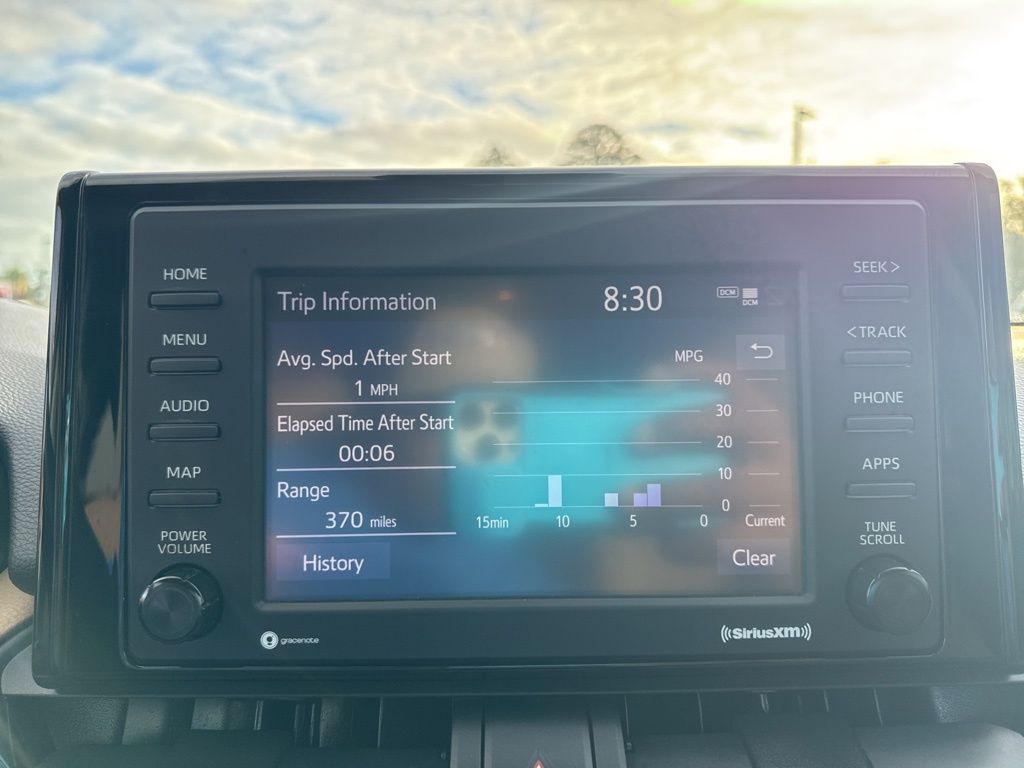 HOME
MENU
AUDIO
MAP
POWER
VOLUME
Trip Information
8:30
DCM
DCM
Avg. Spd. After Start
1 MPH
Elapsed Time After Start
00:06
Range
370 miles
History
MPG
40
30
20
10
0
15min 10 5 0 Current
Clear
SEEK >
< TRACK
PHONE
APPS
TUNE
SCROLL
gracenote
((SiriusXM))